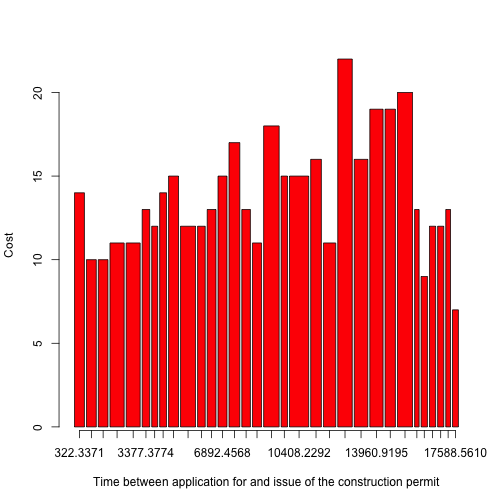 20
15
10
5
0
Cost
322.3371 3377.3774 6892.4568 10408.2292 13960.9195 17588.5610
Time between application for and issue of the construction permit